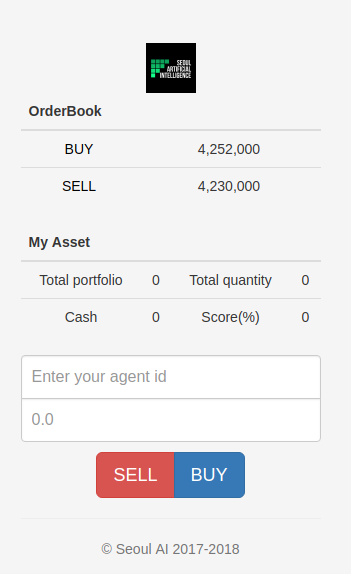 SEOUL
ARTIFICIAL
INTELLIGENCE
OrderBook
BUY 4,252,000
SELL 4,230,000
My Asset
Total portfolio 0 Total quantity 0
Cash 0 Score(%) 0
Enter your agent id
0.0
SELL BUY
© Seoul AI 2017-2018